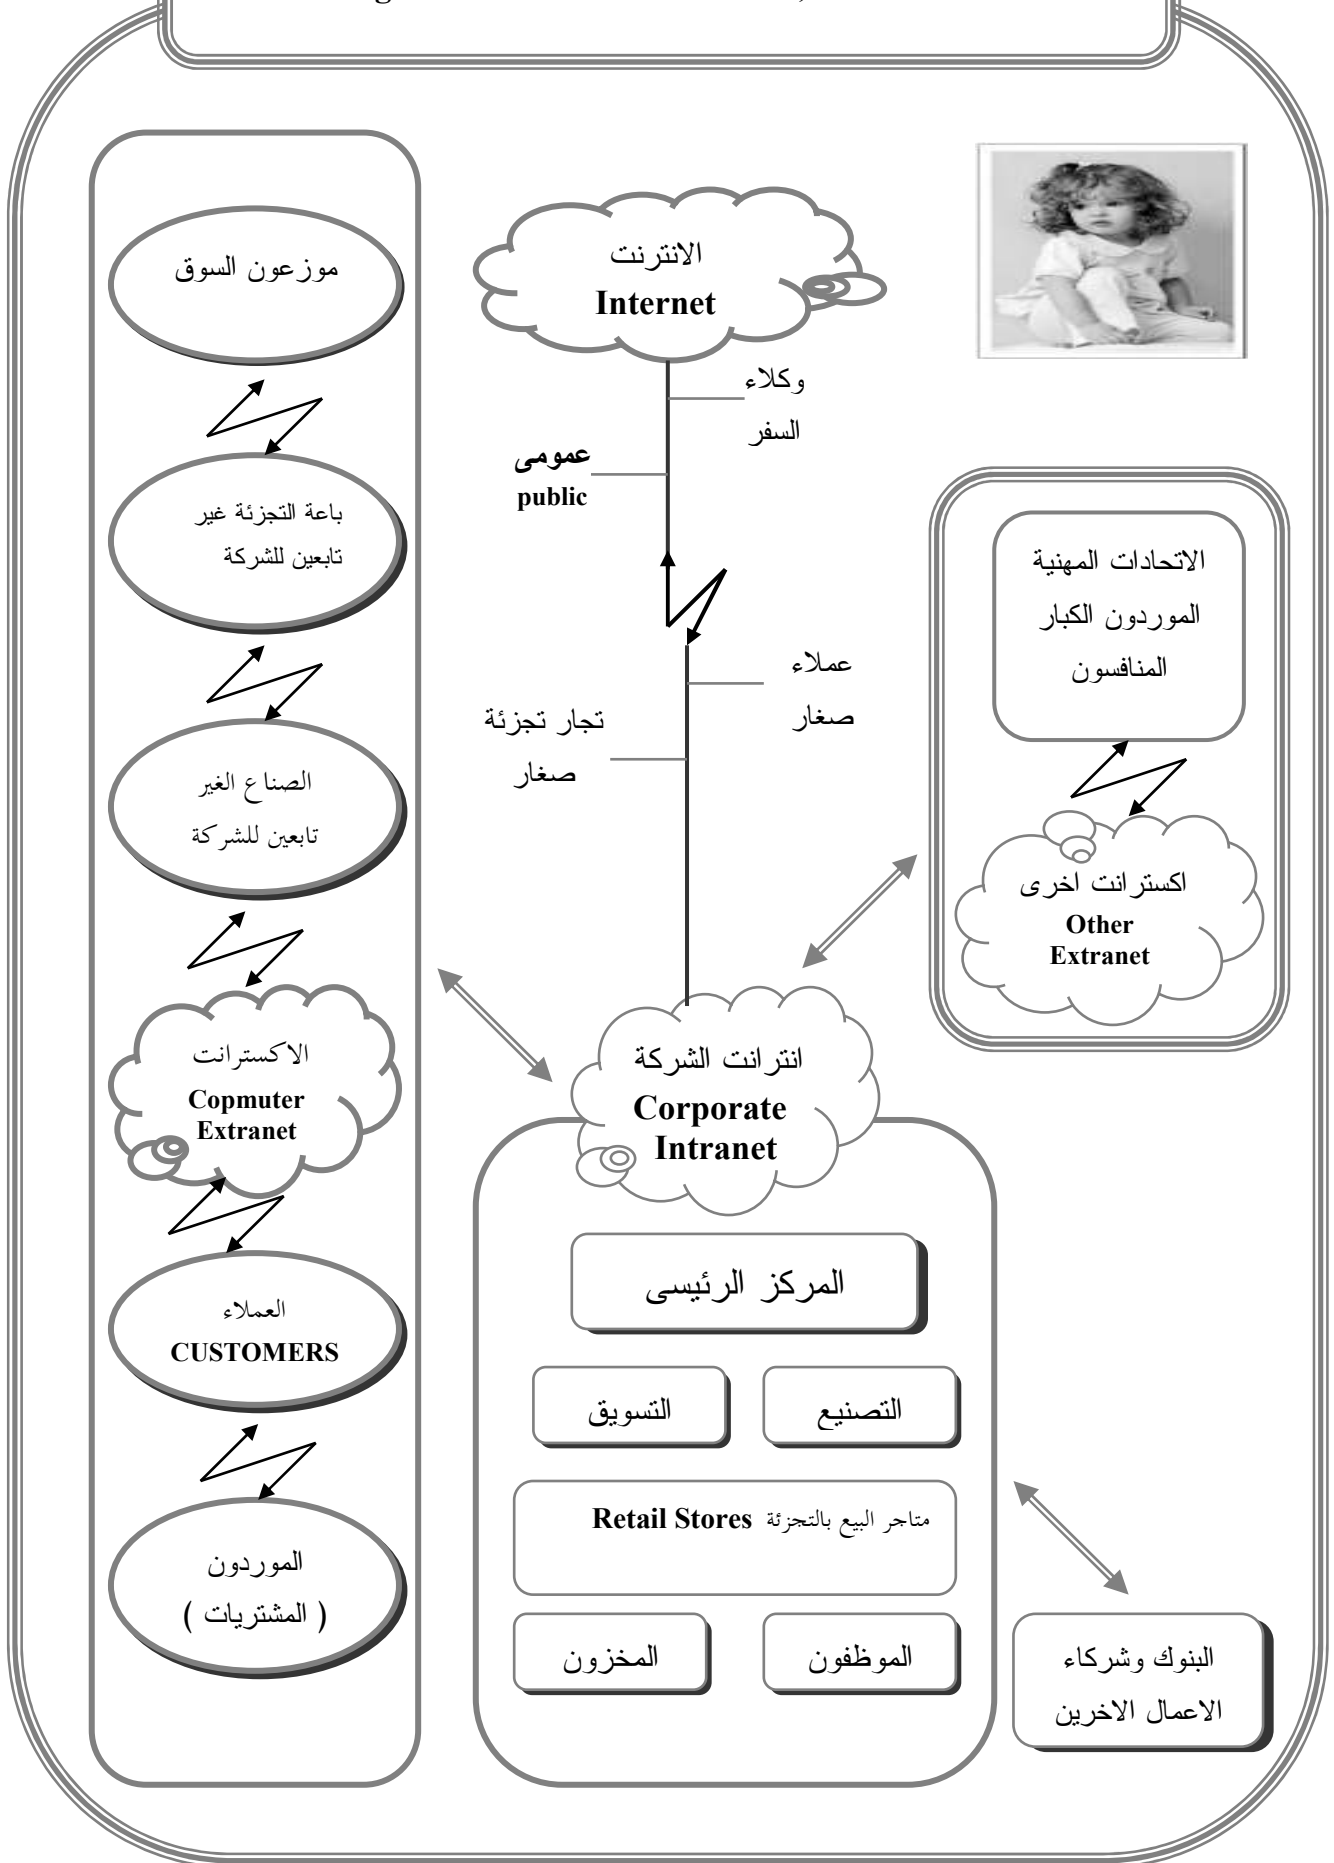 موزعون السوق
باعة التجزئة غير
تابعين للشركة
الصناع الغير
تابعين للشركة
الاكسترانت
Copmuter
Extranet
العملاء
CUSTOMERS
الموردون
( المشتريات )
الانترنت
Internet
وكلاء
السفر
عمومى
public
عملاء
صغار
تجار تجزئة
صغار
الاتحادات المهنية
الموردون الكبار
المنافسون
اكسترانت اخرى
Other
Extranet
انترانت الشركة
Corporate
Intranet
المركز الرئيسى
التصنيع
التسويق
متاجر البيع بالتجزئة Retail Stores
الموظفون
المخزون
البنوك وشركاء
الاعمال الاخرين